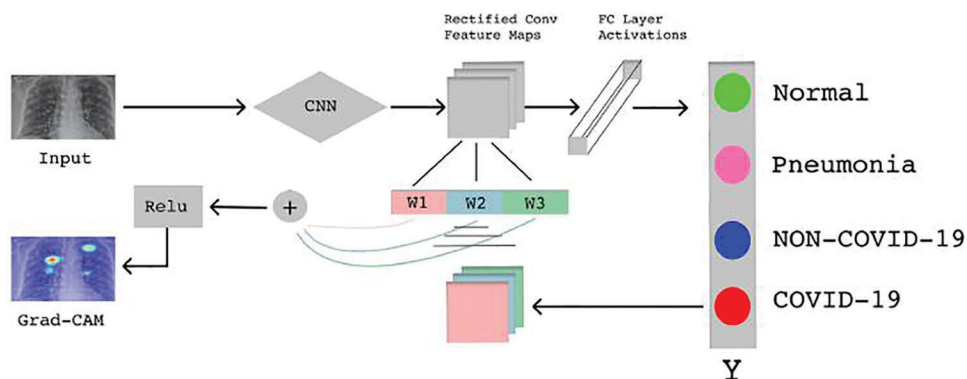 Rectified Conv
Feature Maps
FC Layer
Activations
CNN
Input
Normal
Pneumonia
NON-COVID-19
COVID-19
Y
W1 W2 W3
Relu
+
Grad-CAM